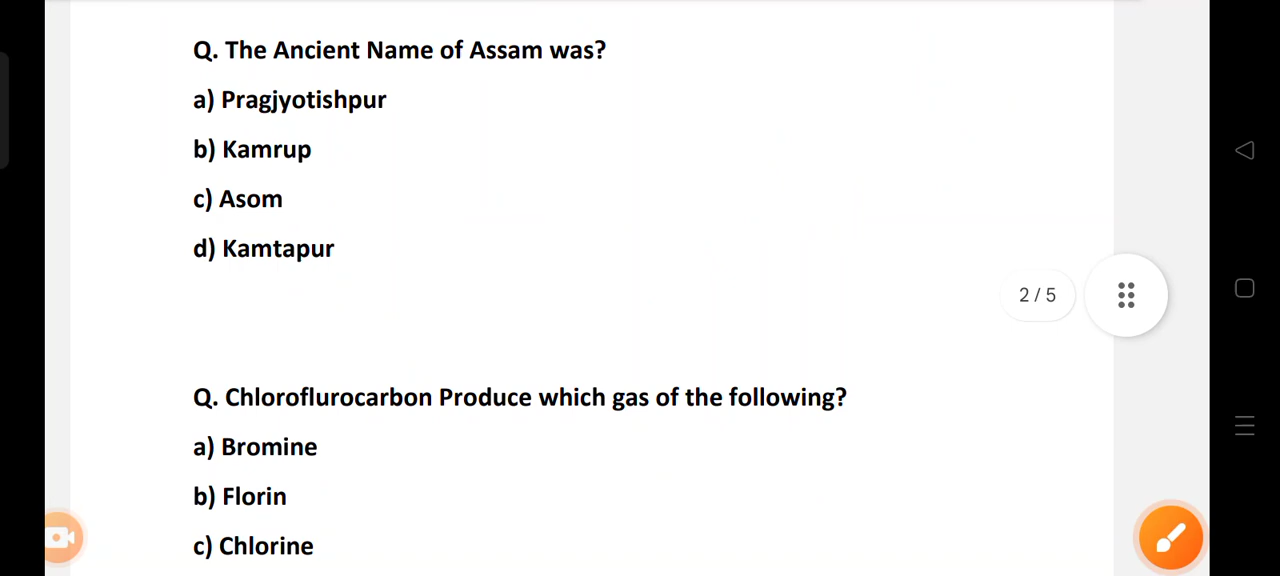 Q. The Ancient Name of Assam was?
a) Pragjyotishpur
b) Kamrup
c) Asom
d) Kamtapur
2 / 5
Q. Chloroflurocarbon Produce which gas of the following?
a) Bromine
b) Florin
c) Chlorine